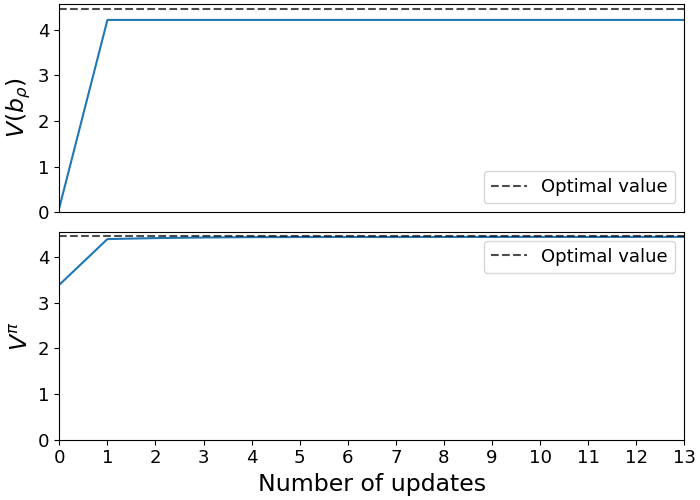 4
3
2
1
0
V(b_ρ)
Optimal value
4
3
2
1
0
V^π
Optimal value
0 1 2 3 4 5 6 7 8 9 10 11 12 13
Number of updates